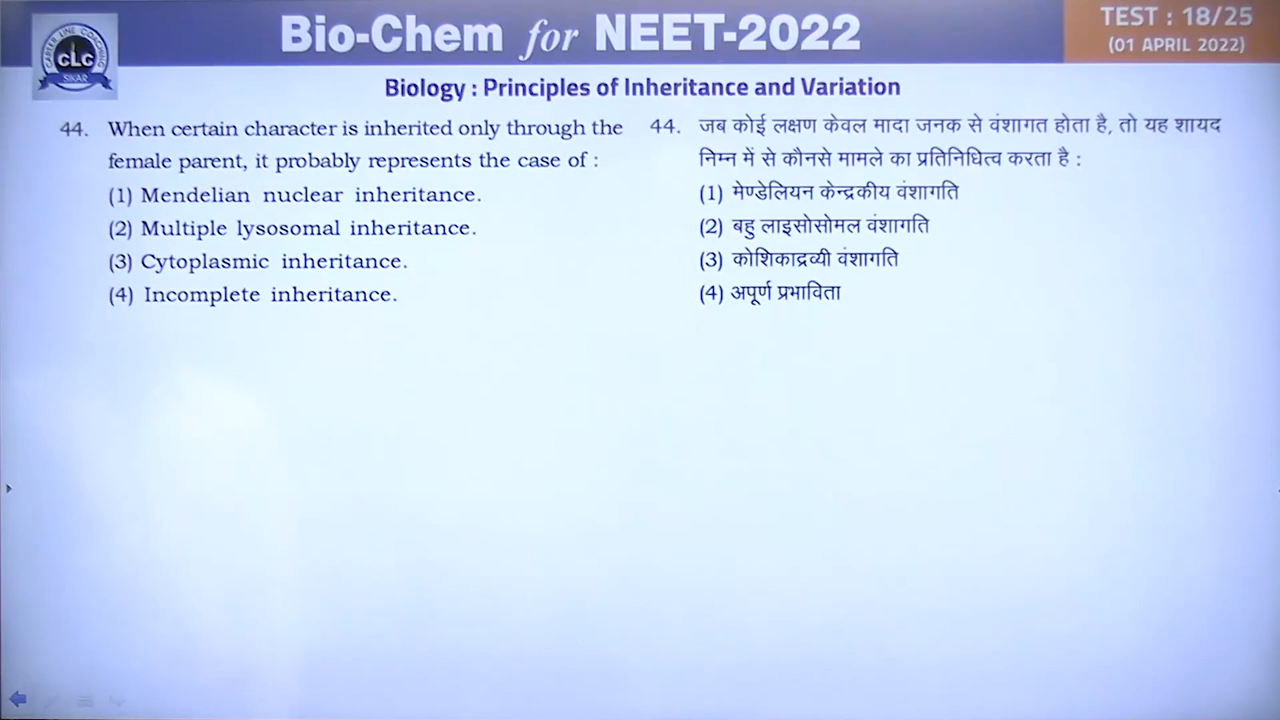 Bio-Chem for NEET-2022
TEST : 18/25
(01 APRIL 2022)
CAREER LINE COACHING
CLC
SIKAR
Biology : Principles of Inheritance and Variation
44. When certain character is inherited only through the
female parent, it probably represents the case of :
(1) Mendelian nuclear inheritance.
(2) Multiple lysosomal inheritance.
(3) Cytoplasmic inheritance.
(4) Incomplete inheritance.
44. जब कोई लक्षण केवल मादा जनक से वंशागत होता है, तो यह शायद
निम्न में से कौनसे मामले का प्रतिनिधित्व करता है :
(1) मेण्डेलियन केन्द्रकीय वंशागति
(2) बहु लाइसोसोमल वंशागति
(3) कोशिकाद्रव्यी वंशागति
(4) अपूर्ण प्रभाविता